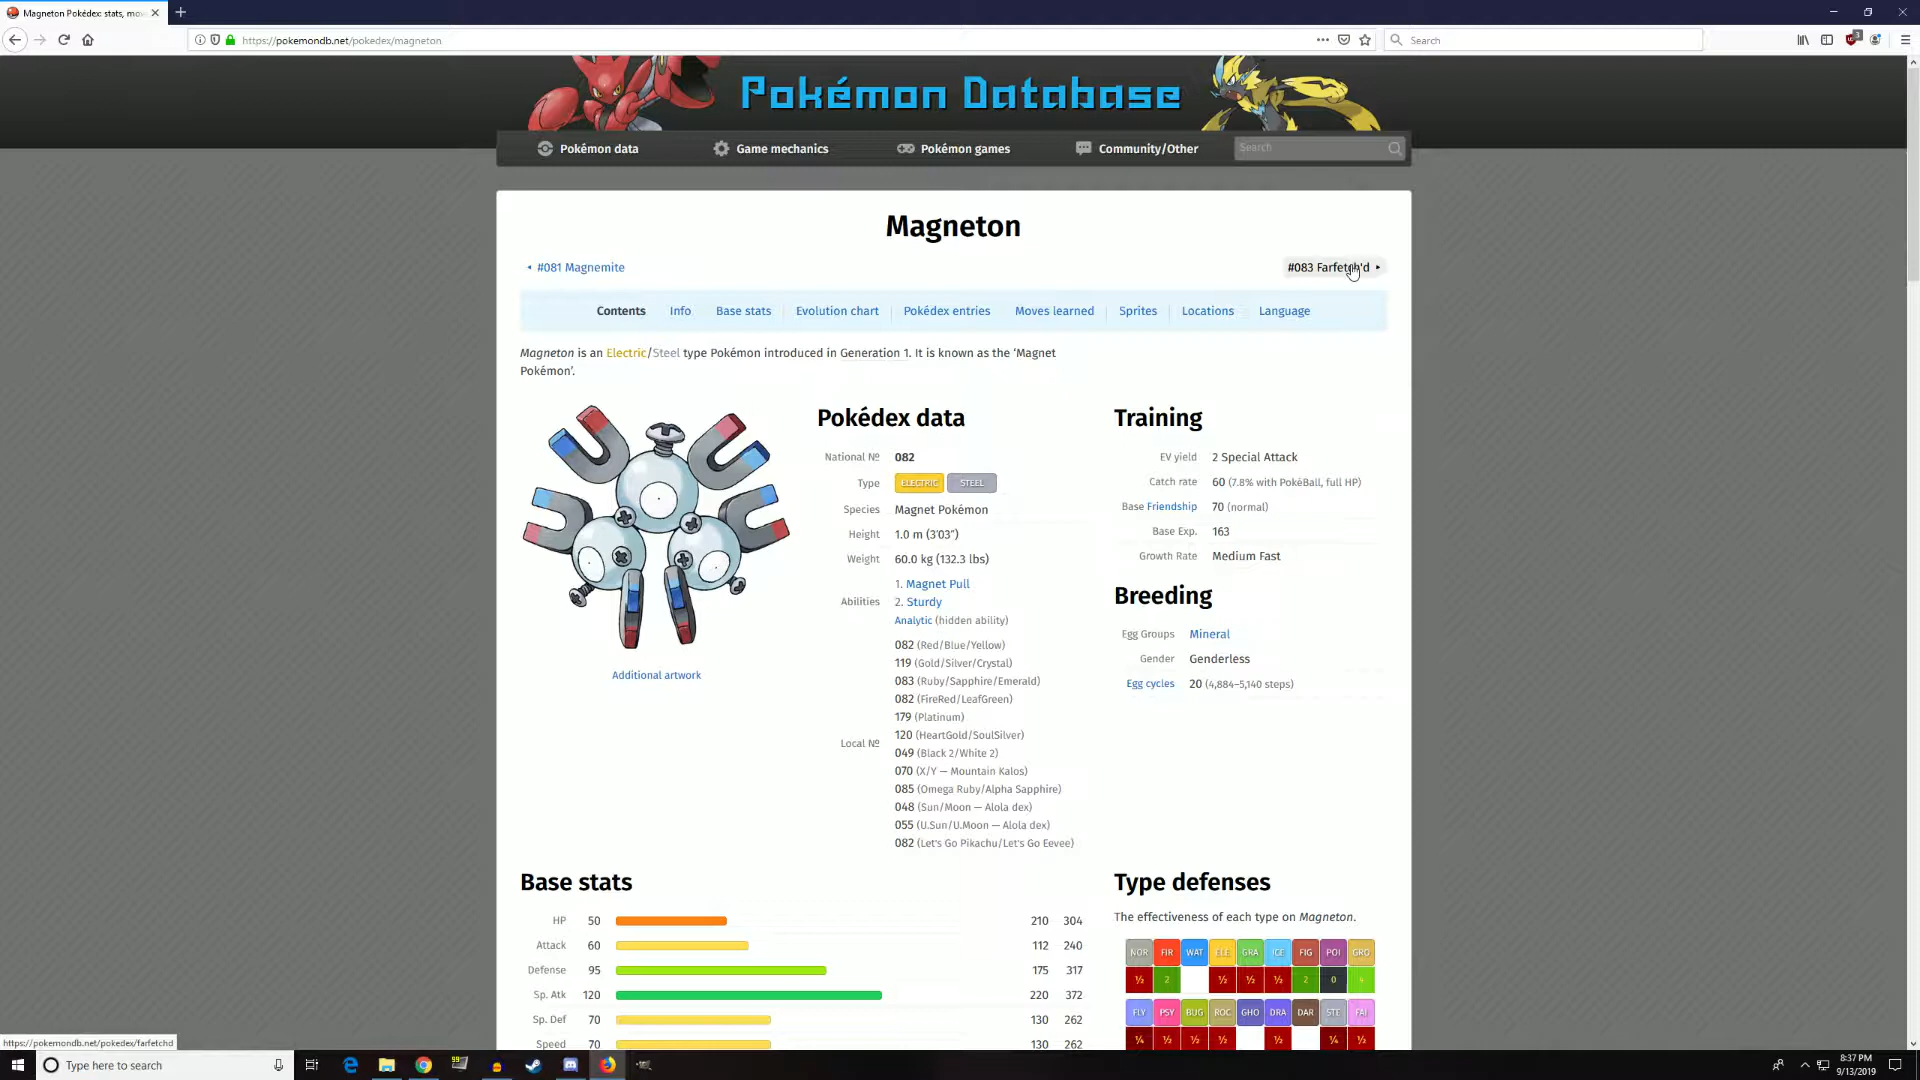 Magneton Pokédex: stats, mov
https://pokemondb.net/pokedex/magneton
Search
Pokémon Database
Pokémon data
Game mechanics
Pokémon games
Community/Other
Search
Magneton
#081 Magnemite
#083 Farfetch'd
Contents Info Base stats Evolution chart Pokédex entries Moves learned Sprites Locations Language
Magneton is an Electric/Steel type Pokémon introduced in Generation 1. It is known as the ‘Magnet
Pokémon’.
Additional artwork
Pokédex data
National № 082
Type ELECTRIC STEEL
Species Magnet Pokémon
Height 1.0 m (3′03″)
Weight 60.0 kg (132.3 lbs)
Abilities
1. Magnet Pull
2. Sturdy
Analytic (hidden ability)
Local №
082 (Red/Blue/Yellow)
119 (Gold/Silver/Crystal)
083 (Ruby/Sapphire/Emerald)
082 (FireRed/LeafGreen)
179 (Platinum)
120 (HeartGold/SoulSilver)
049 (Black 2/White 2)
070 (X/Y — Mountain Kalos)
085 (Omega Ruby/Alpha Sapphire)
048 (Sun/Moon — Alola dex)
055 (U.Sun/U.Moon — Alola dex)
082 (Let's Go Pikachu/Let's Go Eevee)
Training
EV yield 2 Special Attack
Catch rate 60 (7.8% with PokéBall, full HP)
Base Friendship 70 (normal)
Base Exp. 163
Growth Rate Medium Fast
Breeding
Egg Groups Mineral
Gender Genderless
Egg cycles 20 (4,884–5,140 steps)
Base stats
HP 50 210 304
Attack 60 112 240
Defense 95 175 317
Sp. Atk 120 220 372
Sp. Def 70 130 262
Speed 70 130 262
Type defenses
The effectiveness of each type on Magneton.
NOR FIR WAT ELE GRA ICE FIG POI GRO
½ 2 ½ ½ ½ 2 0 4
FLY PSY BUG ROC GHO DRA DAR STE FAI
¼ ½ ½ ½ ½ ¼ ½
https://pokemondb.net/pokedex/farfetchd
Type here to search
8:37 PM
9/13/2019